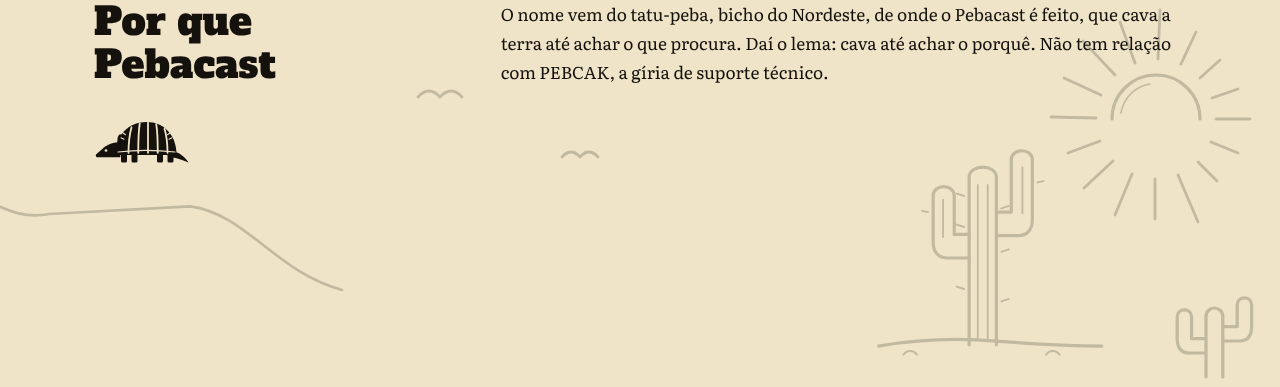 Por que
Pebacast
O nome vem do tatu-peba, bicho do Nordeste, de onde o Pebacast é feito, que cava a
terra até achar o que procura. Daí o lema: cava até achar o porquê. Não tem relação
com PEBCAK, a gíria de suporte técnico.